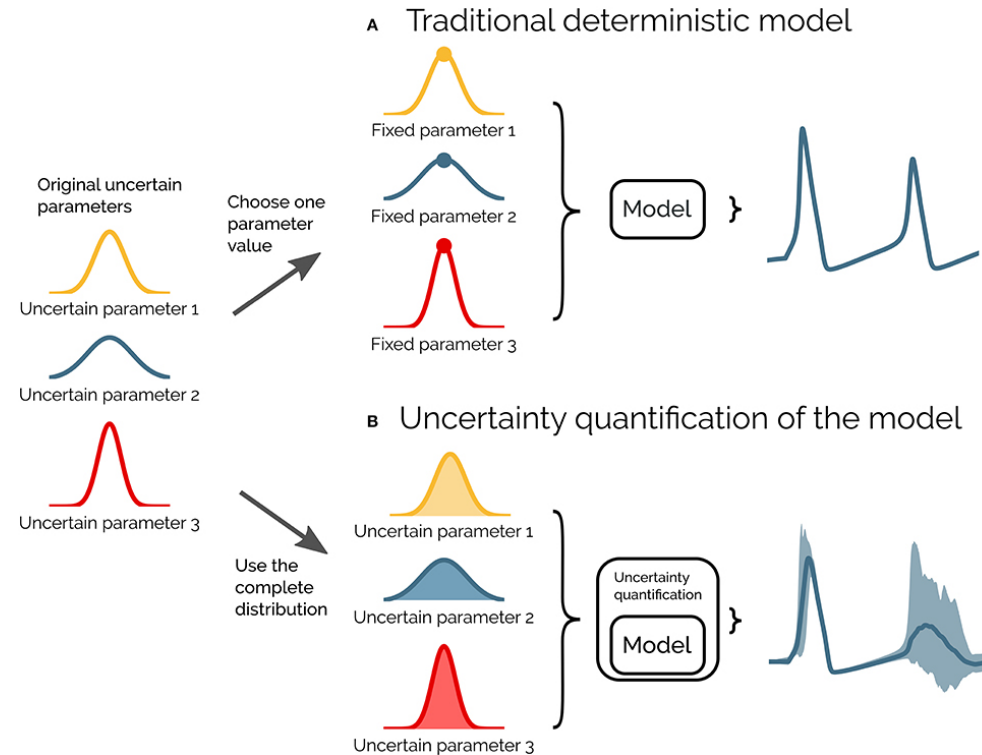 A Traditional deterministic model
Fixed parameter 1
Fixed parameter 2
Fixed parameter 3
Model
Original uncertain
parameters
Uncertain parameter 1
Uncertain parameter 2
Uncertain parameter 3
Choose one
parameter
value
Use the
complete
distribution
B Uncertainty quantification of the model
Uncertain parameter 1
Uncertain parameter 2
Uncertain parameter 3
Uncertainty
quantification
Model